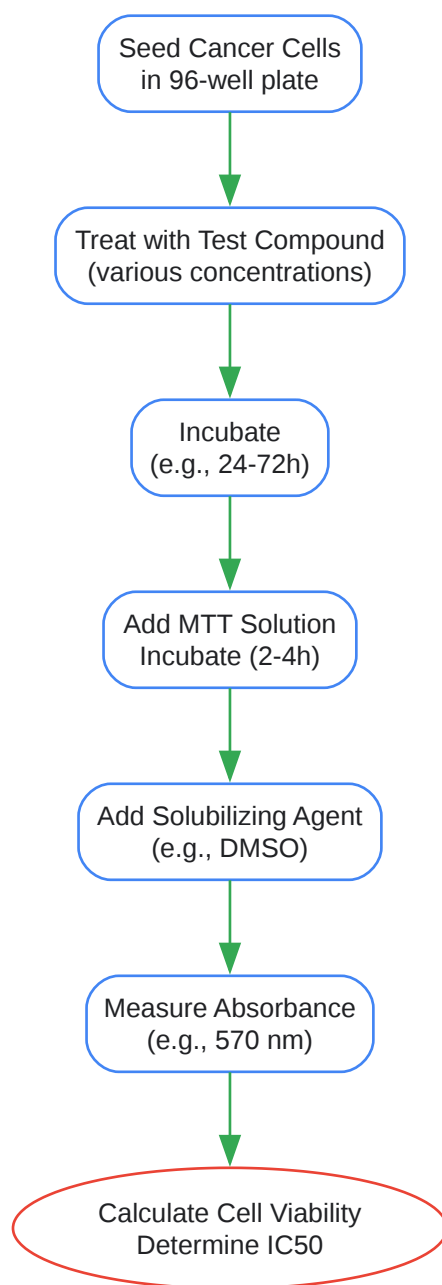 Seed Cancer Cells
in 96-well plate
Treat with Test Compound
(various concentrations)
Incubate
(e.g., 24-72h)
Add MTT Solution
Incubate (2-4h)
Add Solubilizing Agent
(e.g., DMSO)
Measure Absorbance
(e.g., 570 nm)
Calculate Cell Viability
Determine IC50